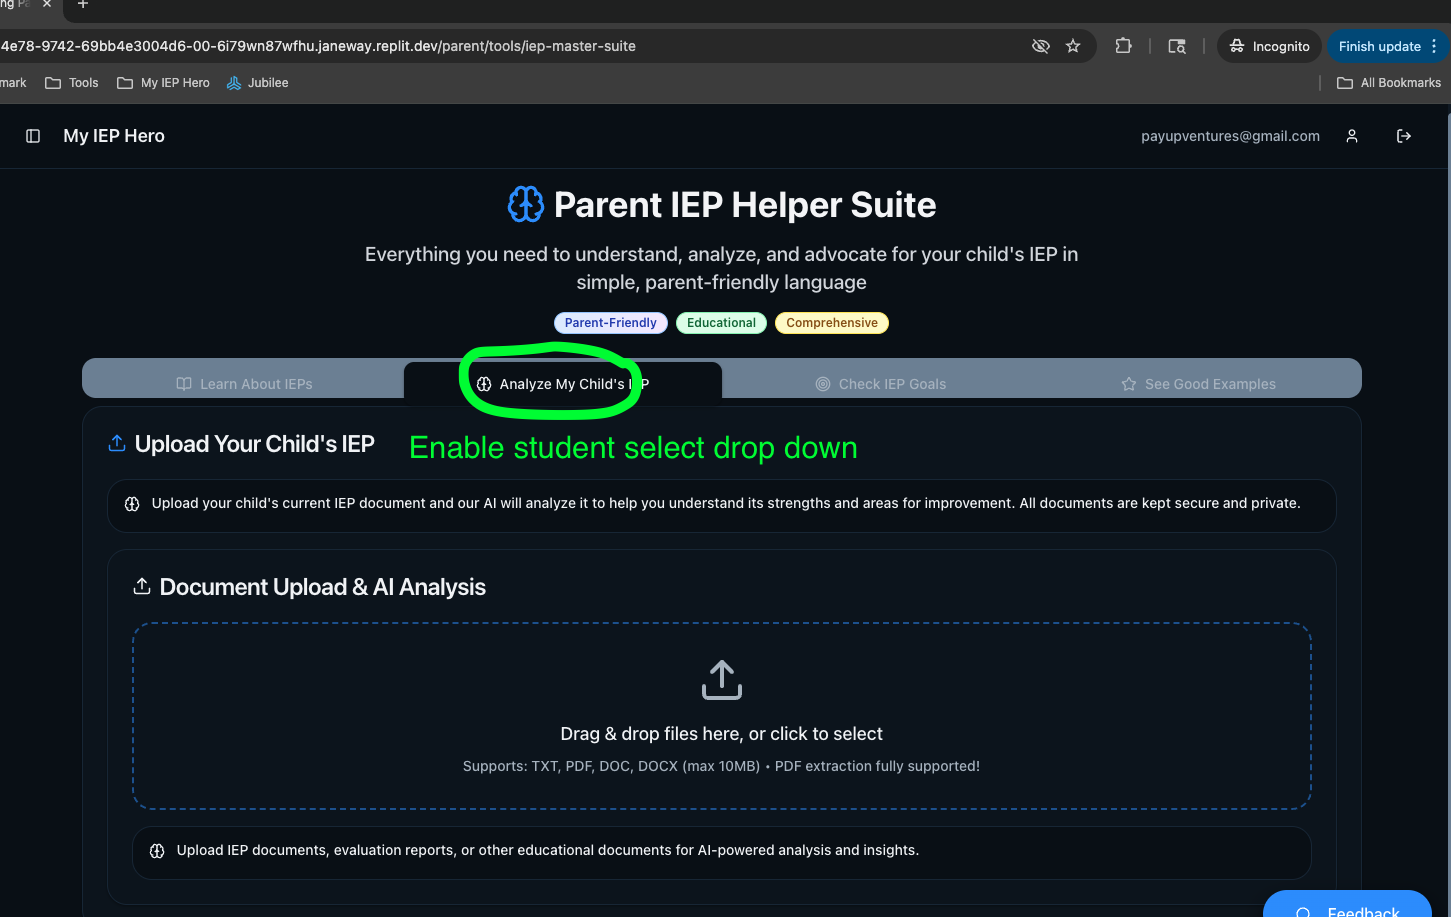 4e78-9742-69bb4e3004d6-00-6i79wn87wfhu.janeway.replit.dev/parent/tools/iep-master-suite
Incognito
Finish update
mark
Tools
My IEP Hero
Jubilee
All Bookmarks
My IEP Hero
payupventures@gmail.com
Parent IEP Helper Suite
Everything you need to understand, analyze, and advocate for your child's IEP in
simple, parent-friendly language
Parent-Friendly
Educational
Comprehensive
Learn About IEPs
Analyze My Child's IEP
Check IEP Goals
See Good Examples
Upload Your Child's IEP
Enable student select drop down
Upload your child's current IEP document and our AI will analyze it to help you understand its strengths and areas for improvement. All documents are kept secure and private.
Document Upload & AI Analysis
Drag & drop files here, or click to select
Supports: TXT, PDF, DOC, DOCX (max 10MB) • PDF extraction fully supported!
Upload IEP documents, evaluation reports, or other educational documents for AI-powered analysis and insights.
Feedback